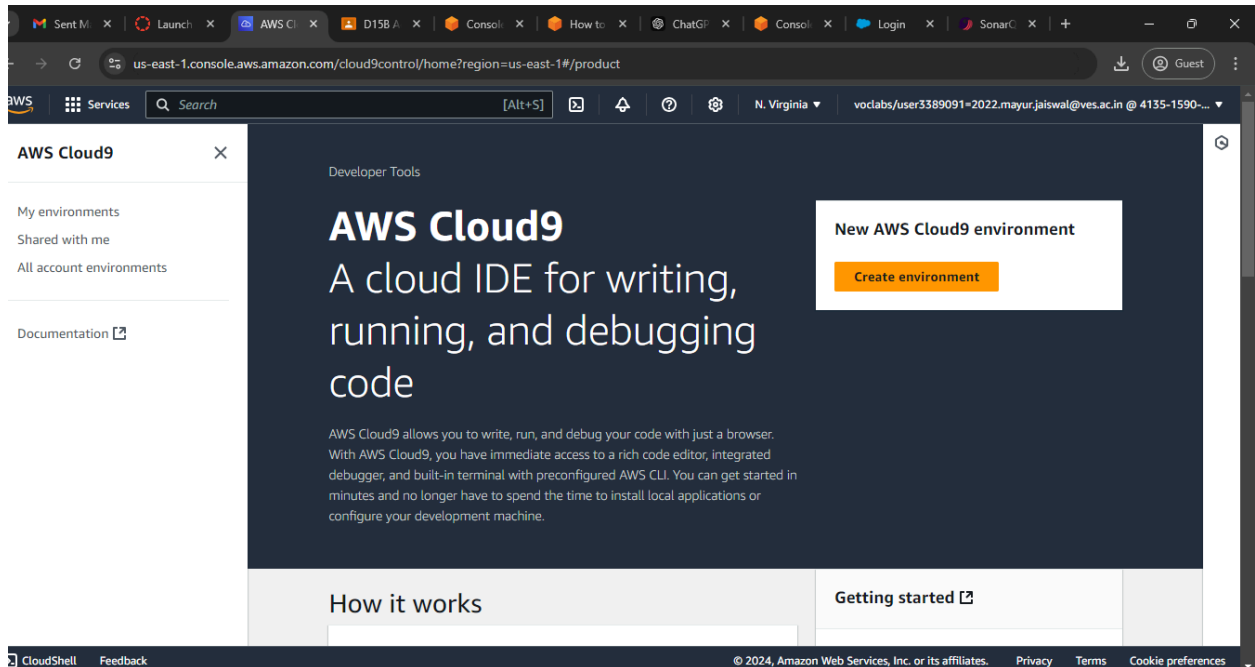 Sent M
Launch
AWS Cl
D15B A
Consol
How to
ChatGP
Consol
Login
SonarQ
us-east-1.console.aws.amazon.com/cloud9control/home?region=us-east-1#/product
Guest
aws
Services
Search
[Alt+S]
N. Virginia
voclabs/user3389091=2022.mayur.jaiswal@ves.ac.in @ 4135-1590-...
AWS Cloud9
My environments
Shared with me
All account environments
Documentation
Developer Tools
AWS Cloud9
A cloud IDE for writing,
running, and debugging
code
AWS Cloud9 allows you to write, run, and debug your code with just a browser.
With AWS Cloud9, you have immediate access to a rich code editor, integrated
debugger, and built-in terminal with preconfigured AWS CLI. You can get started in
minutes and no longer have to spend the time to install local applications or
configure your development machine.
New AWS Cloud9 environment
Create environment
How it works
Getting started
CloudShell
Feedback
© 2024, Amazon Web Services, Inc. or its affiliates.
Privacy
Terms
Cookie preferences